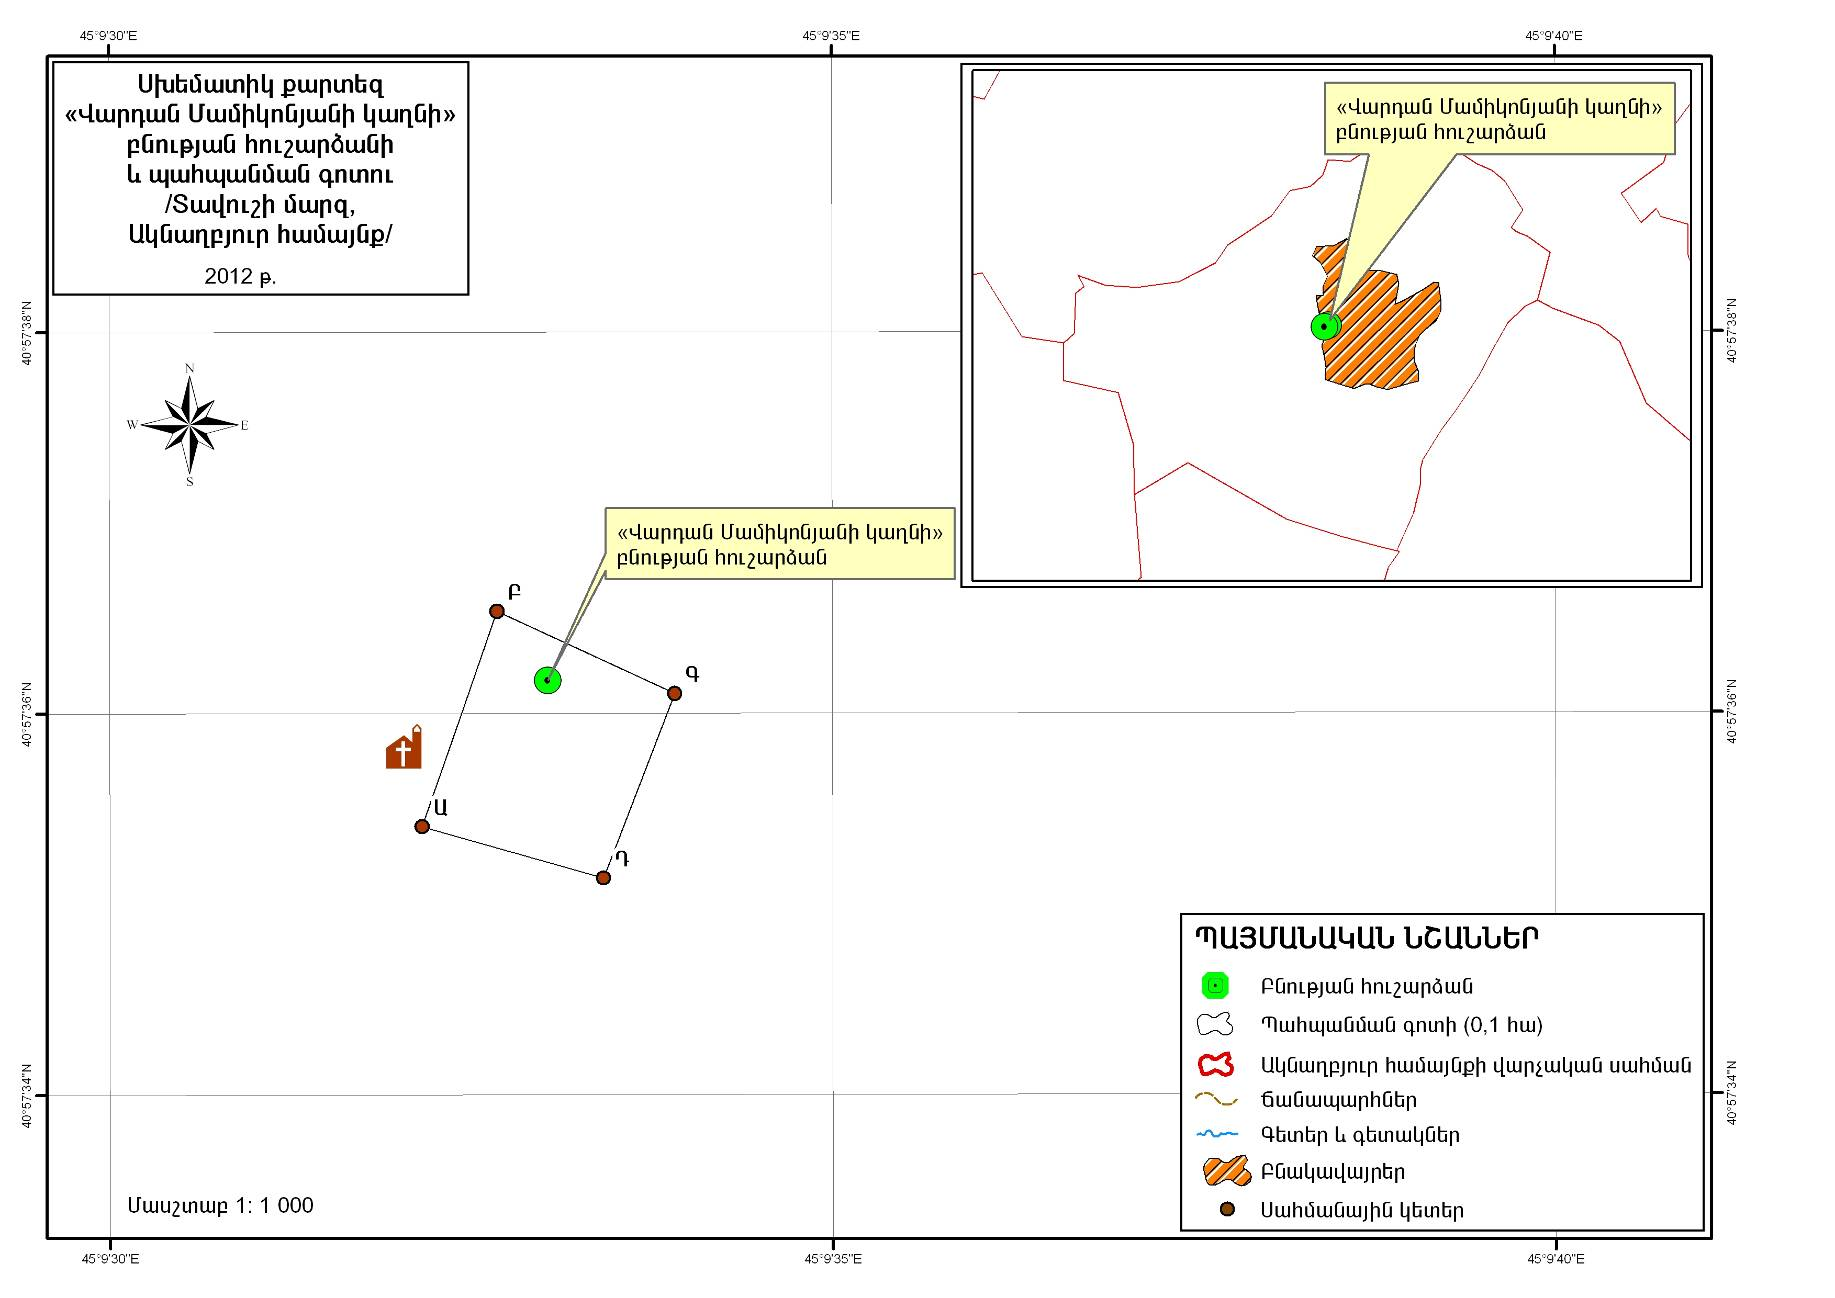 45°9'30"E
45°9'35"E
45°9'40"E
Սխեմատիկ քարտեզ
«Վարդան Մամիկոնյանի կաղնի»
բնության հուշարձանի
և պահպանման գոտու
/Տավուշի մարզ,
Ակնաղբյուր համայնք/
2012 թ.
«Վարդան Մամիկոնյանի կաղնի»
բնության հուշարձան
40°57'38"N
40°57'38"N
N
W
E
S
«Վարդան Մամիկոնյանի կաղնի»
բնության հուշարձան
Բ
Գ
40°57'36"N
40°57'36"N
Ա
Դ
ՊԱՅՄԱՆԱԿԱՆ ՆՇԱՆՆԵՐ
Բնության հուշարձան
Պահպանման գոտի (0,1 հա)
Ակնաղբյուր համայնքի վարչական սահման
Ճանապարհներ
Գետեր և գետակներ
Բնակավայրեր
Սահմանային կետեր
40°57'34"N
40°57'34"N
Մասշտաբ 1: 1 000
45°9'30"E
45°9'35"E
45°9'40"E